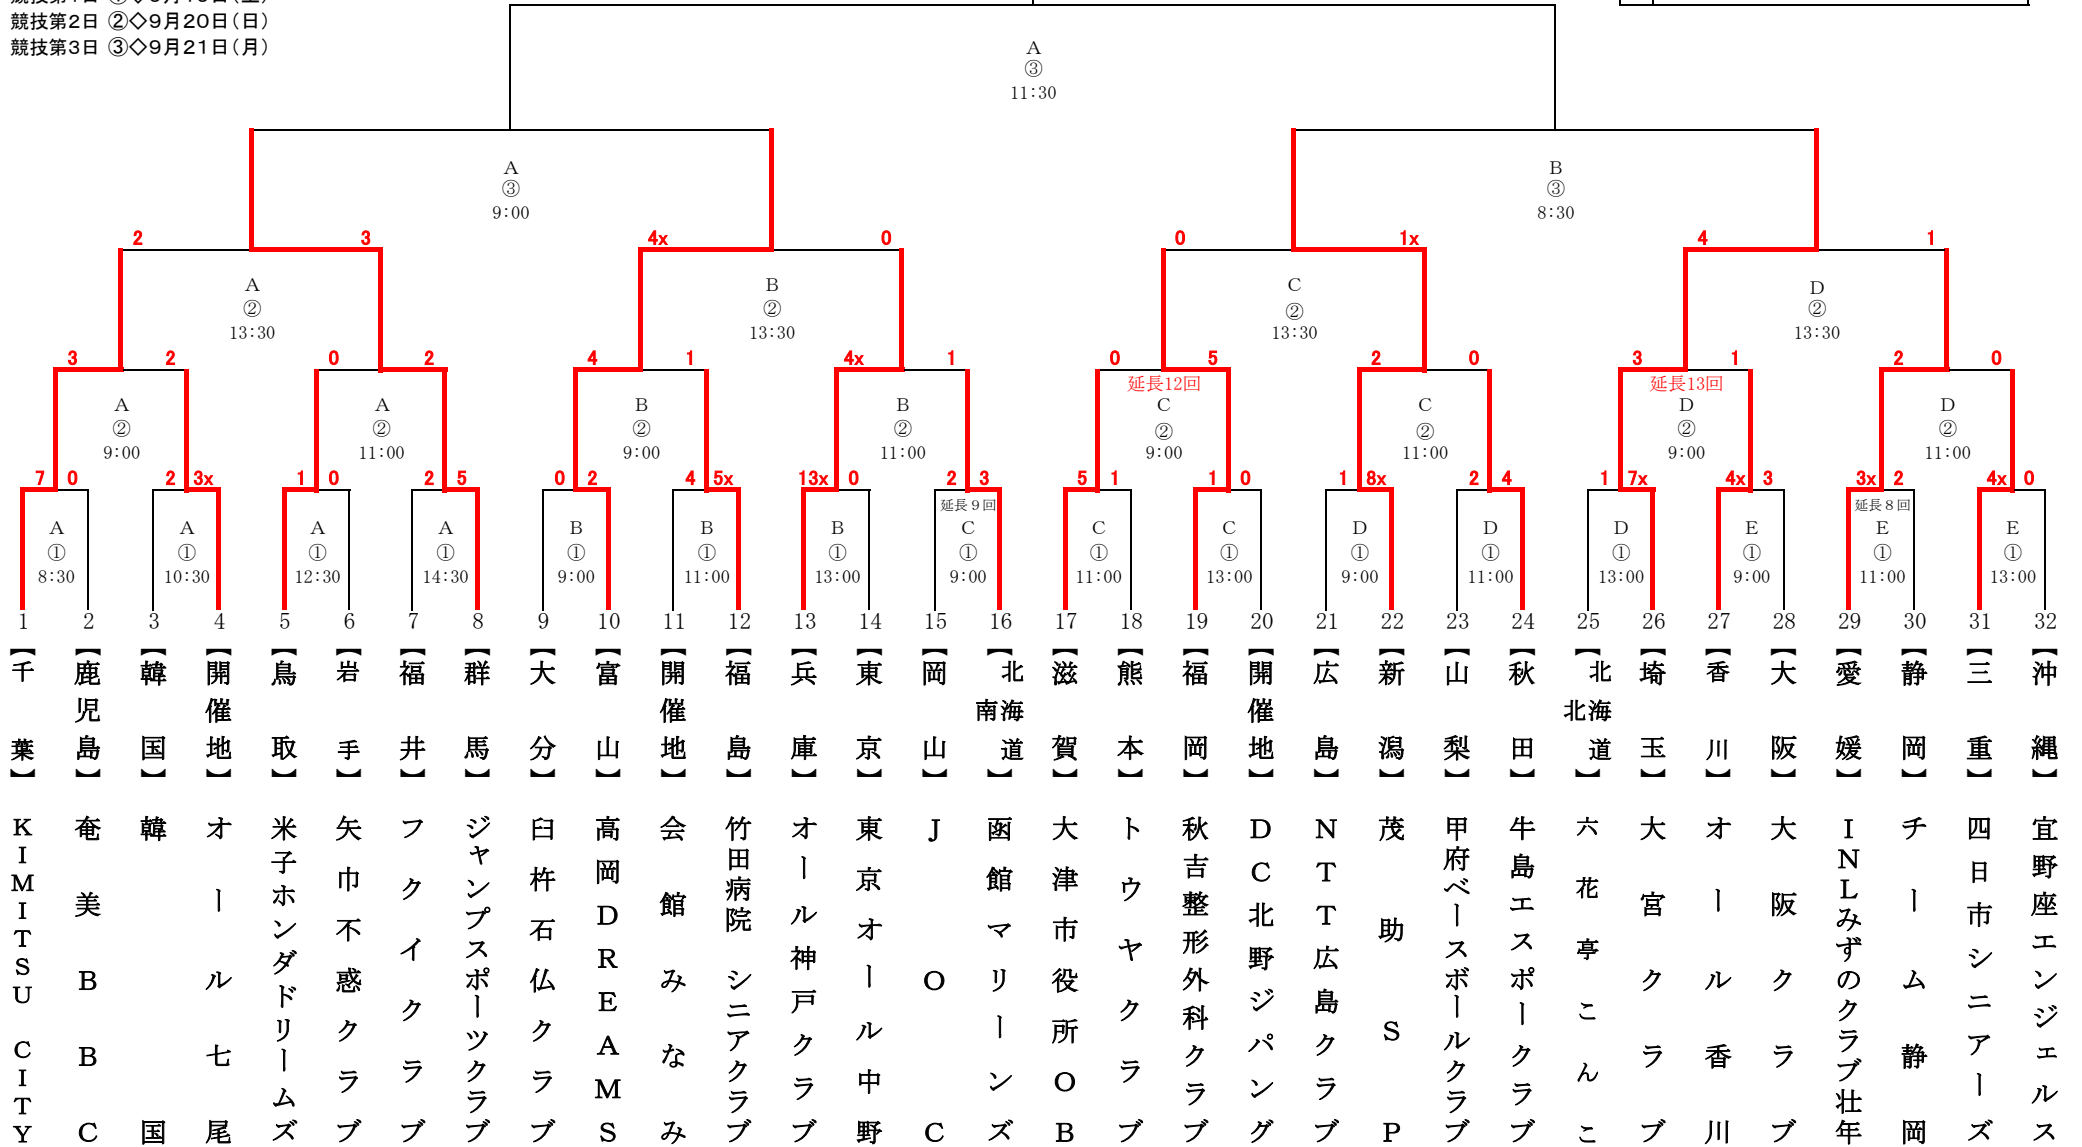 競技第2日 ②◇9月20日(日)
競技第3日 ③◇9月21日(月)
A
③
11:30
A
③
9:00
B
③
8:30
2 3 4x 0 0 1x 4 1
A B C D
② ② ② ②
13:30 13:30 13:30 13:30
3 2 0 2 4 1 4x 1 0 5 2 0 3 1 2 0
延長12回 延長13回
A A B B C C D D
② ② ② ② ② ② ② ②
9:00 11:00 9:00 11:00 9:00 11:00 9:00 11:00
7 0 2 3x 1 0 2 5 0 2 4 5x 13x 0 2 3 5 1 1 0 1 8x 2 4 1 7x 4x 3 3x 2 4x 0
延長9回 延長8回
A A A A B B B C C C D D D E E E
① ① ① ① ① ① ① ① ① ① ① ① ① ① ① ①
8:30 10:30 12:30 14:30 9:00 11:00 13:00 9:00 11:00 13:00 9:00 11:00 13:00 9:00 11:00 13:00
1 2 3 4 5 6 7 8 9 10 11 12 13 14 15 16 17 18 19 20 21 22 23 24 25 26 27 28 29 30 31 32
【千葉】 KIMITSU CITY
【鹿児島】 奄美BBC
【韓国】 韓国
【開催地】 オール七尾
【鳥取】 米子ホンダドリームズ
【岩手】 矢巾不惑クラブ
【福井】 フクイクラブ
【群馬】 ジャンプスポーツクラブ
【大分】 臼杵石仏クラブ
【富山】 高岡DREAMS
【開催地】 会館みなみ
【福島】 竹田病院 シニアクラブ
【兵庫】 オール神戸クラブ
【東京】 東京オール中野
【岡山】 JOC
【南北海道】 函館マリーンズ
【滋賀】 大津市役所OB
【熊本】 トウヤクラブ
【福岡】 秋吉整形外科クラブ
【開催地】 DC北野ジパング
【広島】 NTT広島クラブ
【新潟】 茂助SP
【山梨】 甲府ベースボールクラブ
【秋田】 牛島エスポークラブ
【北北海道】 六花亭こんこ
【埼玉】 大宮クラブ
【香川】 オール香川
【大阪】 大阪クラブ
【愛媛】 INLみずのクラブ壮年
【静岡】 チーム静岡
【三重】 四日市シニアーズ
【沖縄】 宜野座エンジェルス